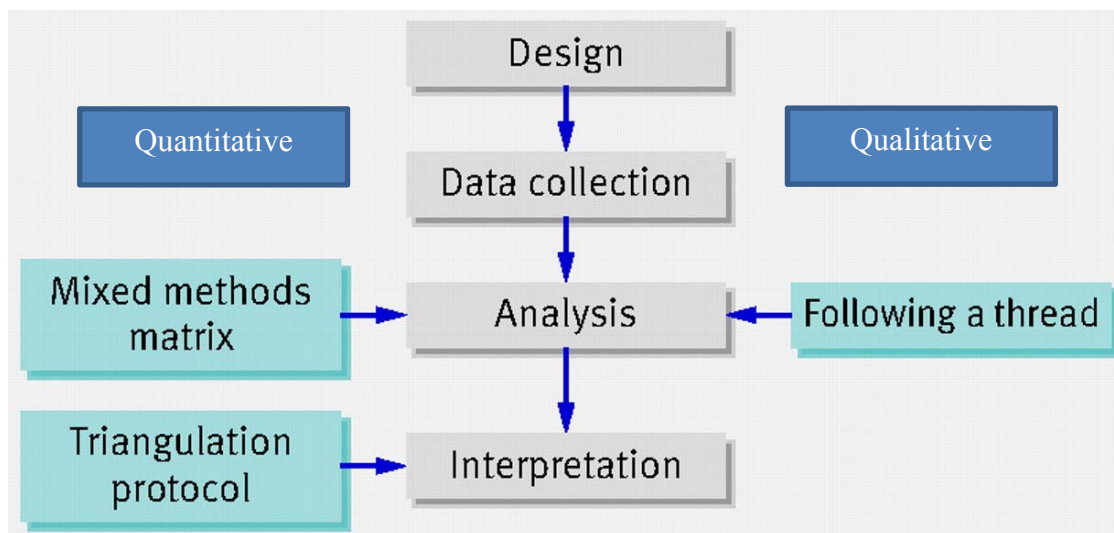 Design
Quantitative
Qualitative
Data collection
Mixed methods
matrix
Analysis
Following a thread
Triangulation
protocol
Interpretation